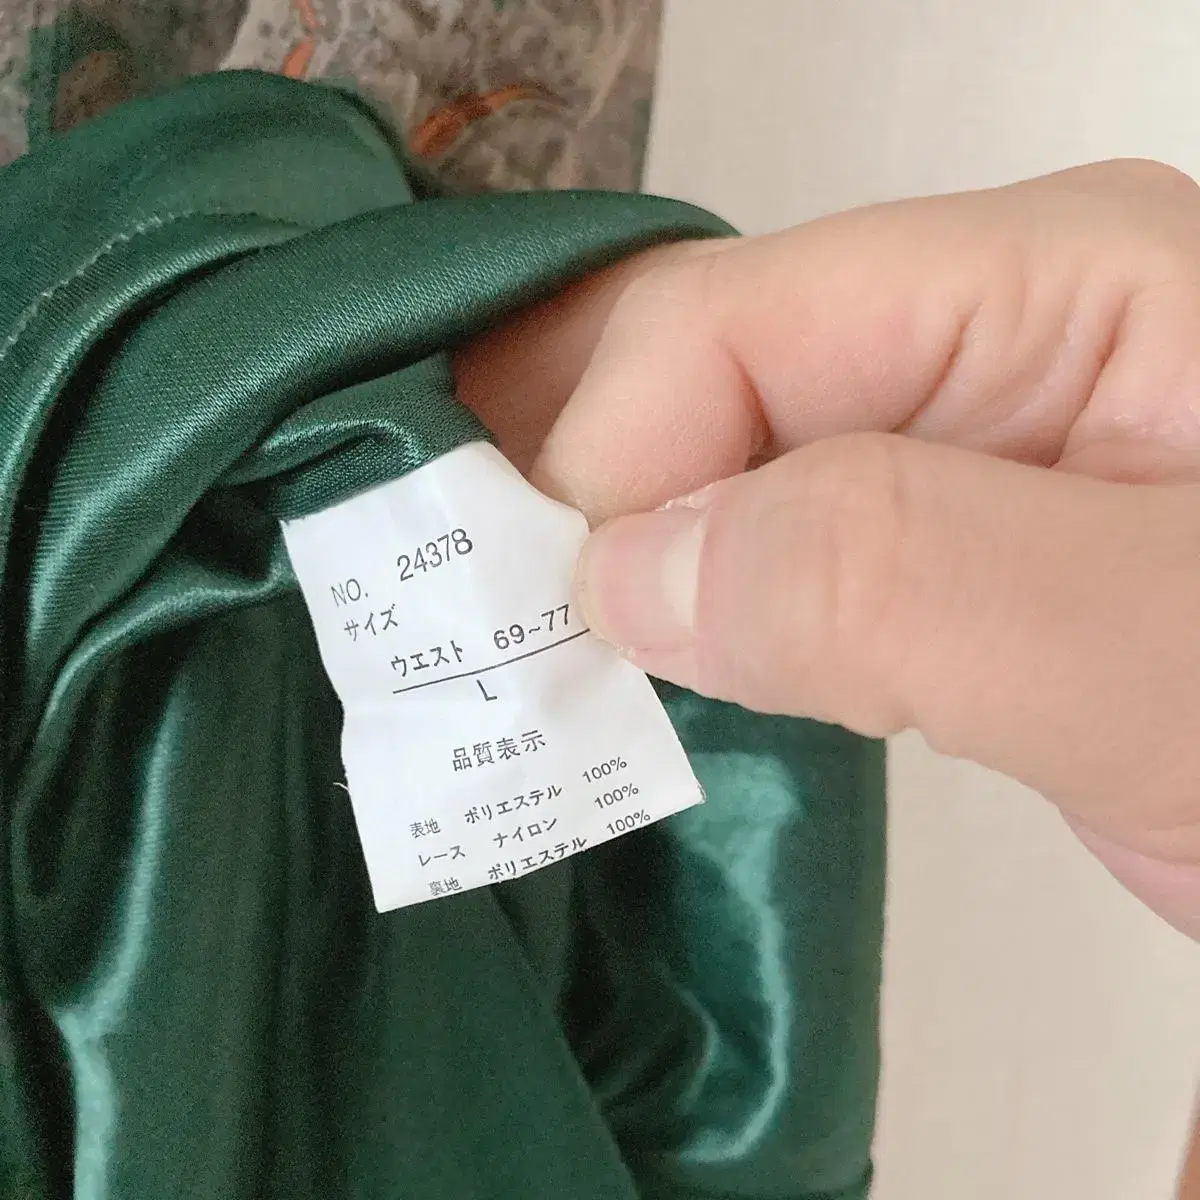 NO. 24378
サイズ
ウエスト 69~77
L
品質表示
表地 ポリエステル 100%
レース ナイロン 100%
裏地 ポリエステル 100%